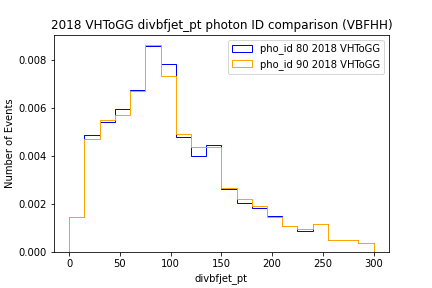 2018 VHToGG divbfjet_pt photon ID comparison (VBFHH)
pho_id 80 2018 VHToGG
pho_id 90 2018 VHToGG
Number of Events
0.008
0.006
0.004
0.002
0.000
0 50 100 150 200 250 300
divbfjet_pt